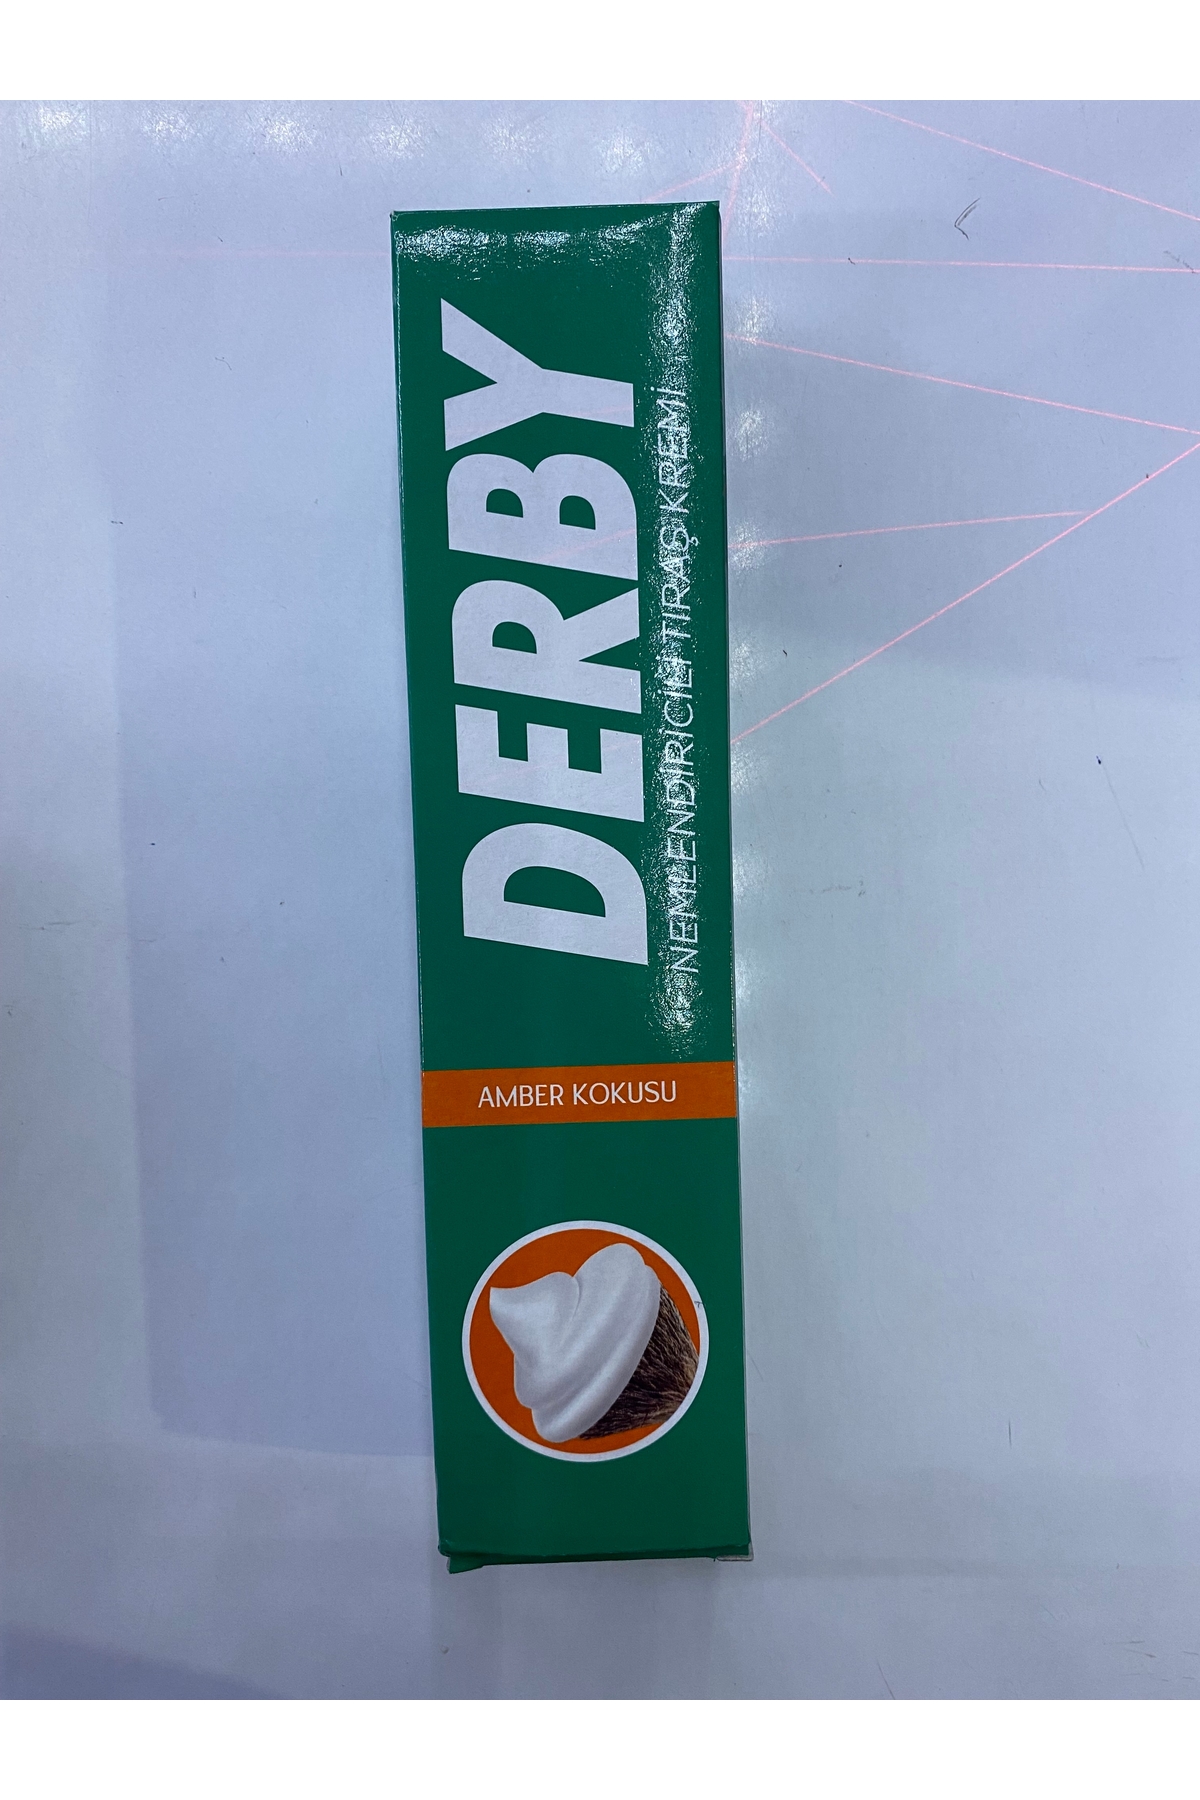 DERBY
NEMLENDİRİCİLİ TIRAŞ KREMİ
AMBER KOKUSU